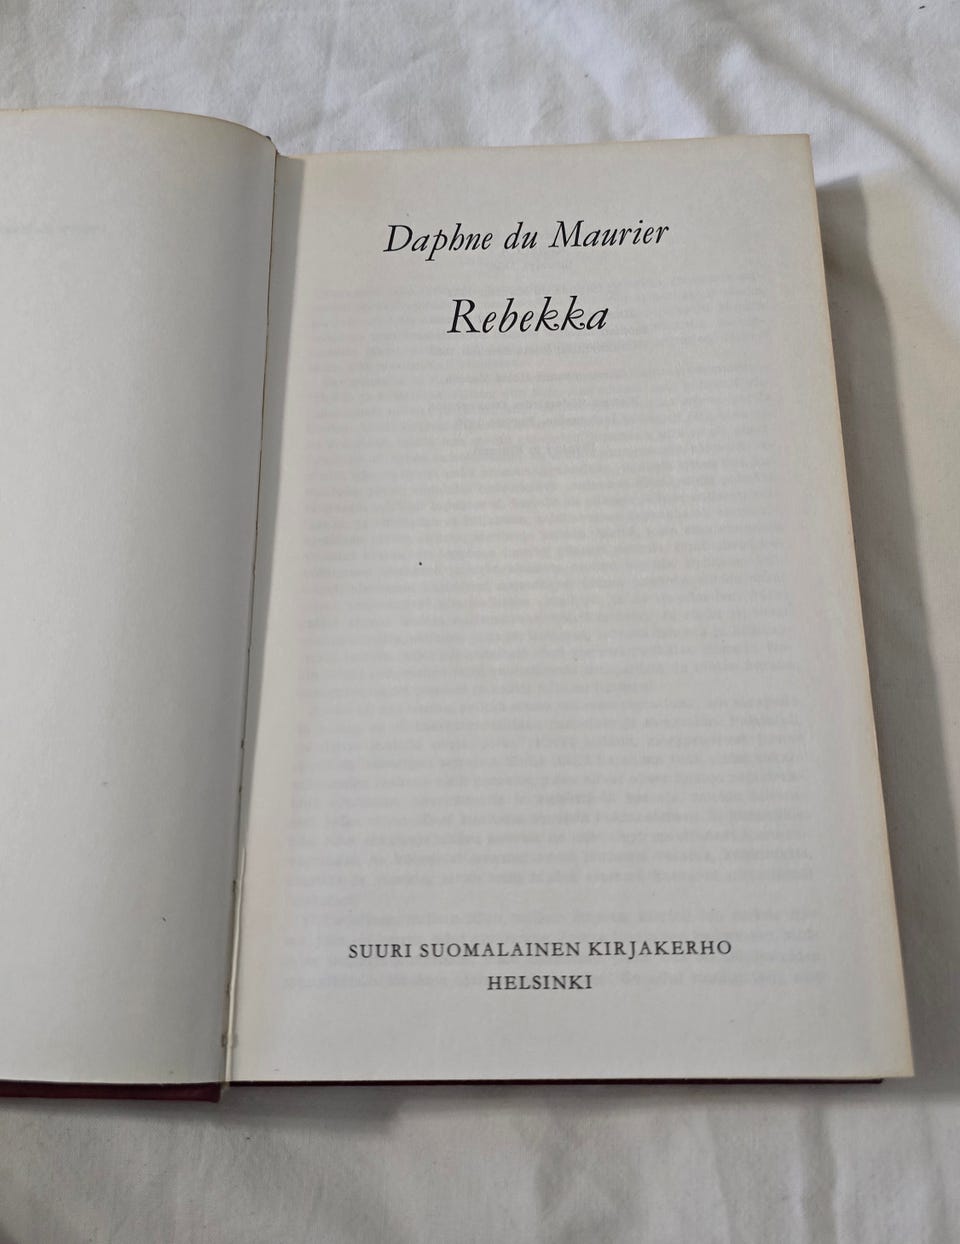 Daphne du Maurier
Rebekka
SUURI SUOMALAINEN KIRJAKERHO
HELSINKI